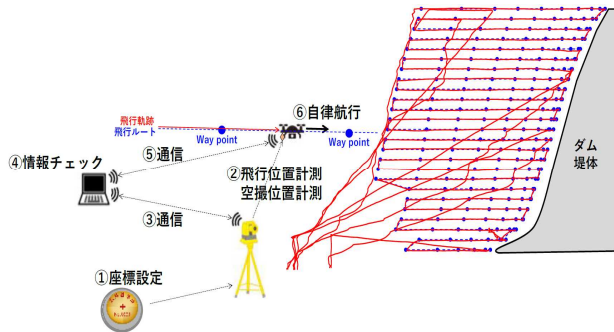 ⑥自律航行
飛行軌跡
飛行ルート
Way point
Way point
④情報チェック
⑤通信
②飛行位置計測
空撮位置計測
③通信
①座標設定
ダム
堤体